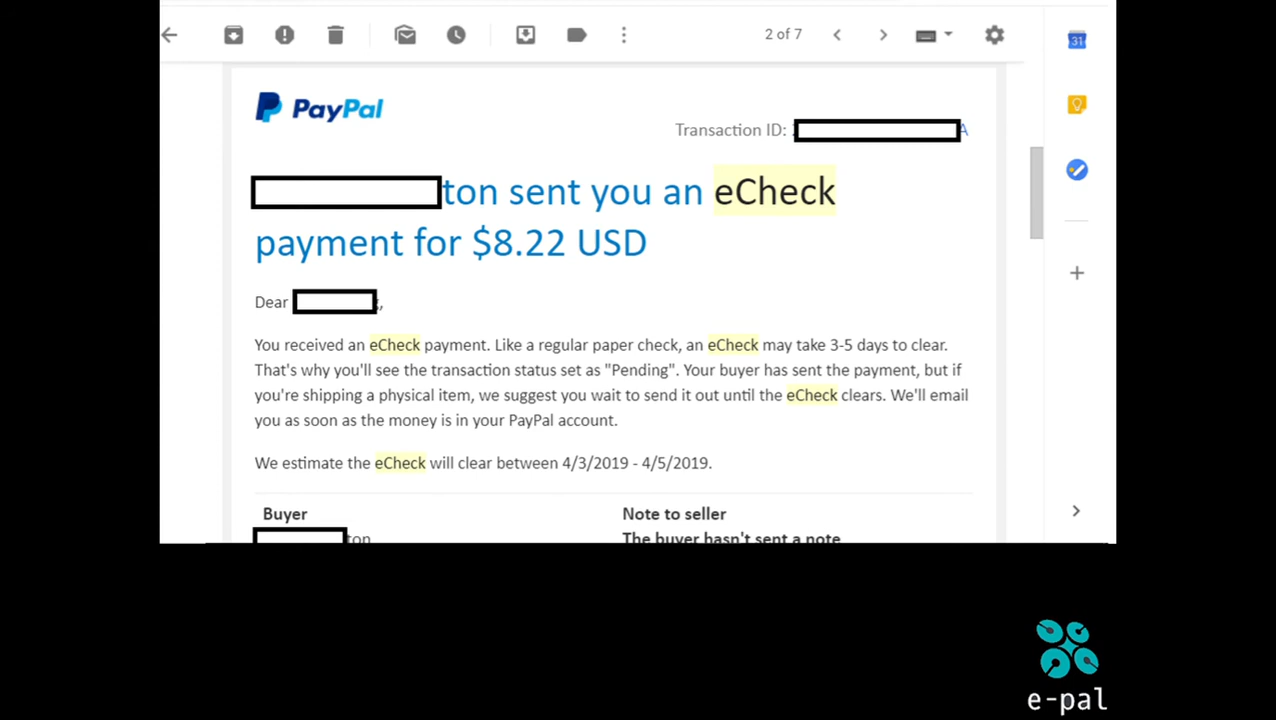 2 of 7
31
PayPal
Transaction ID: A
ton sent you an eCheck
payment for $8.22 USD
Dear ,
You received an eCheck payment. Like a regular paper check, an eCheck may take 3-5 days to clear.
That's why you'll see the transaction status set as "Pending". Your buyer has sent the payment, but if
you're shipping a physical item, we suggest you wait to send it out until the eCheck clears. We'll email
you as soon as the money is in your PayPal account.
We estimate the eCheck will clear between 4/3/2019 - 4/5/2019.
Buyer Note to seller
ton The buyer hasn't sent a note
e-pal